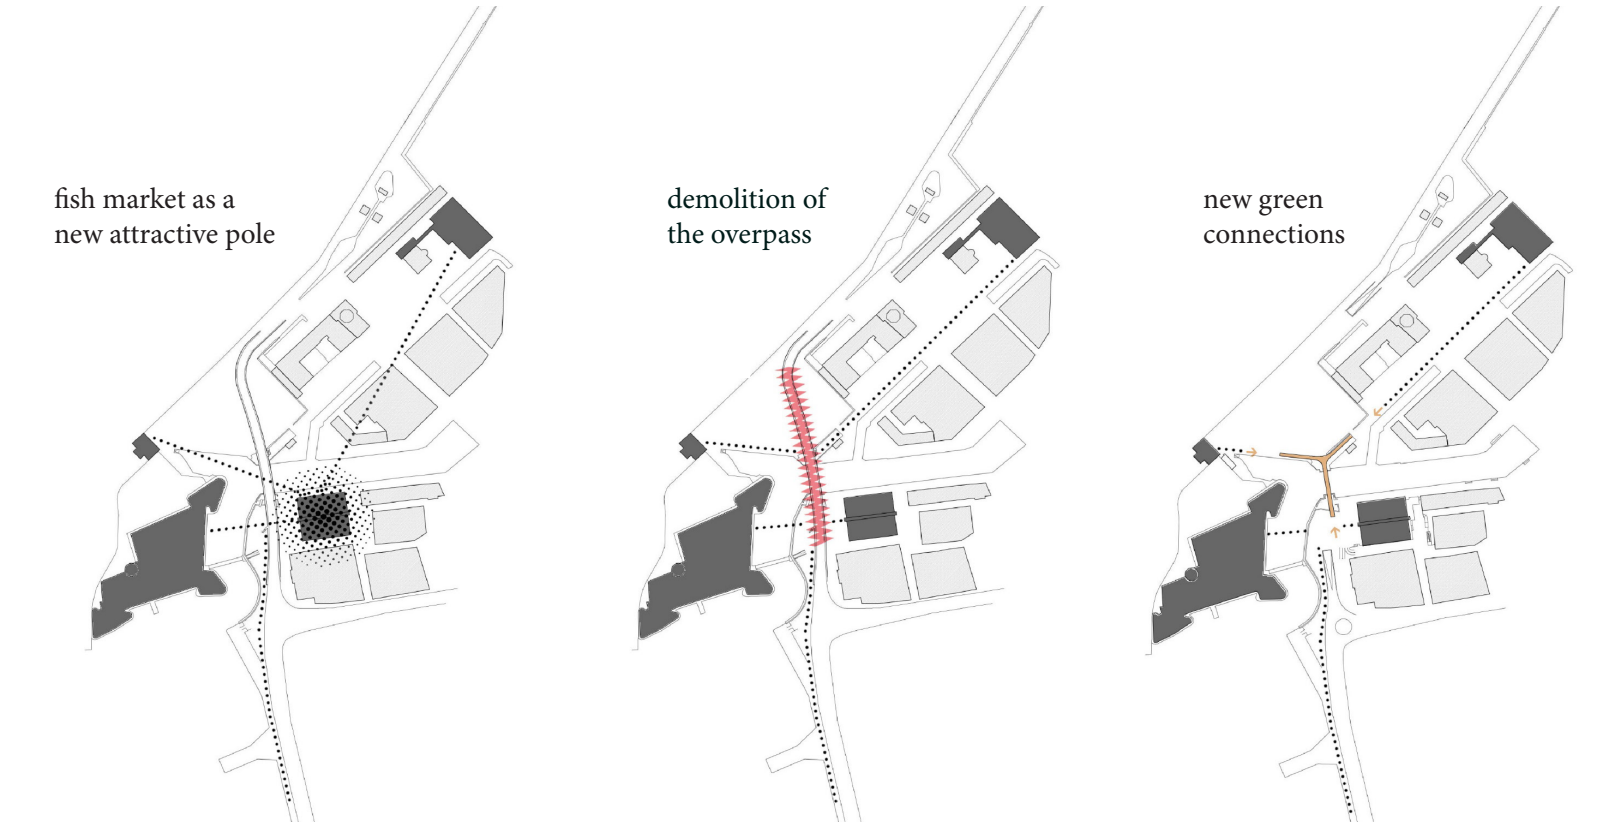 fish market as a
new attractive pole
demolition of
the overpass
new green
connections